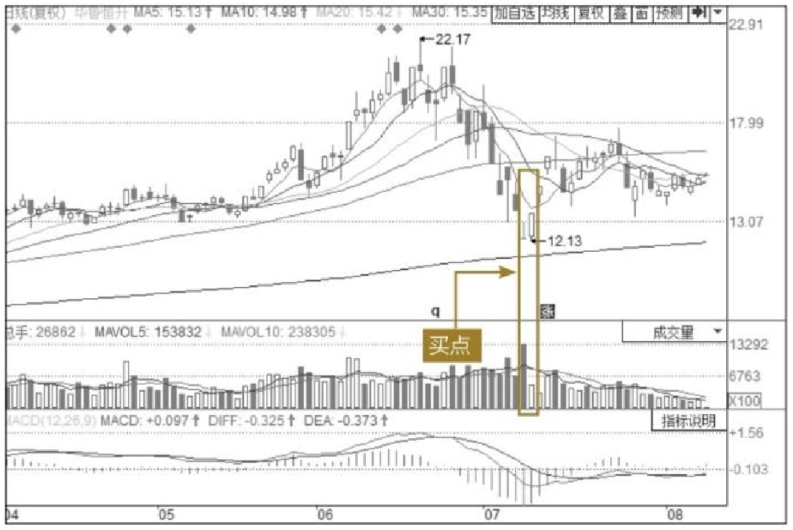 日线(复权) 华鲁恒升 MA5: 15.13↑ MA10: 14.98↑ MA20: 15.42↓ MA30: 15.35 加自选 均线 复权 叠 窗 预测
22.91
22.17
17.99
13.07
12.13
q 涨
买点
总手: 26862↓ MAVOL5: 153832↓ MAVOL10: 238305↓ 成交量
13292
6763
X100
MACD(12,26,9) MACD: +0.097↑ DIFF: -0.325↑ DEA: -0.373↑ 指标说明
+1.56
-0.103
04 05 06 07 08